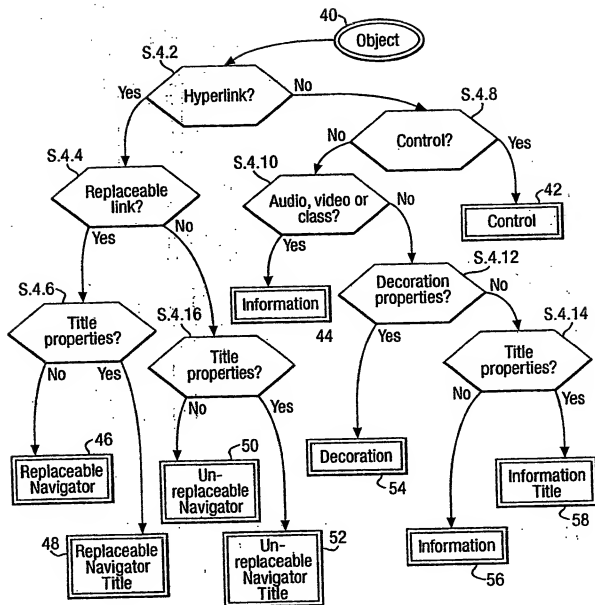 40
Object
S.4.2
Hyperlink?
Yes
No
S.4.8
Control?
No
Yes
S.4.4
Replaceable
link?
Yes
No
S.4.10
Audio, video or
class?
No
Yes
42
Control
Information
44
S.4.12
Decoration
properties?
No
Yes
S.4.6
Title
properties?
No
Yes
S.4.16
Title
properties?
No
Yes
S.4.14
Title
properties?
No
Yes
46
Replaceable
Navigator
50
Un-
replaceable
Navigator
Decoration
54
Information
Title
58
48
Replaceable
Navigator
Title
52
Un-
replaceable
Navigator Title
Information
56